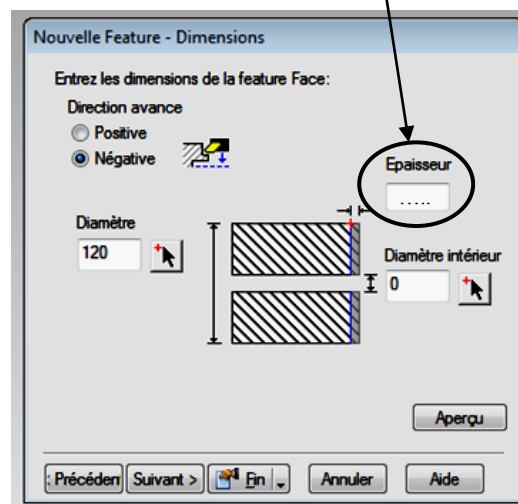 Nouvelle Feature - Dimensions
Entrez les dimensions de la feature Face:
Direction avance
Positive
Négative
Epaisseur
.....
Diamètre
120
Diamètre intérieur
0
Aperçu
< Précéden Suivant > Fin Annuler Aide